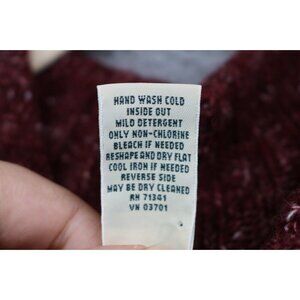 HAND WASH COLD
INSIDE OUT
MILD DETERGENT
ONLY NON-CHLORINE
BLEACH IF NEEDED
RESHAPE AND DRY FLAT
COOL IRON IF NEEDED
REVERSE SIDE
MAY BE DRY CLEANED
RN 71341
VN 03701